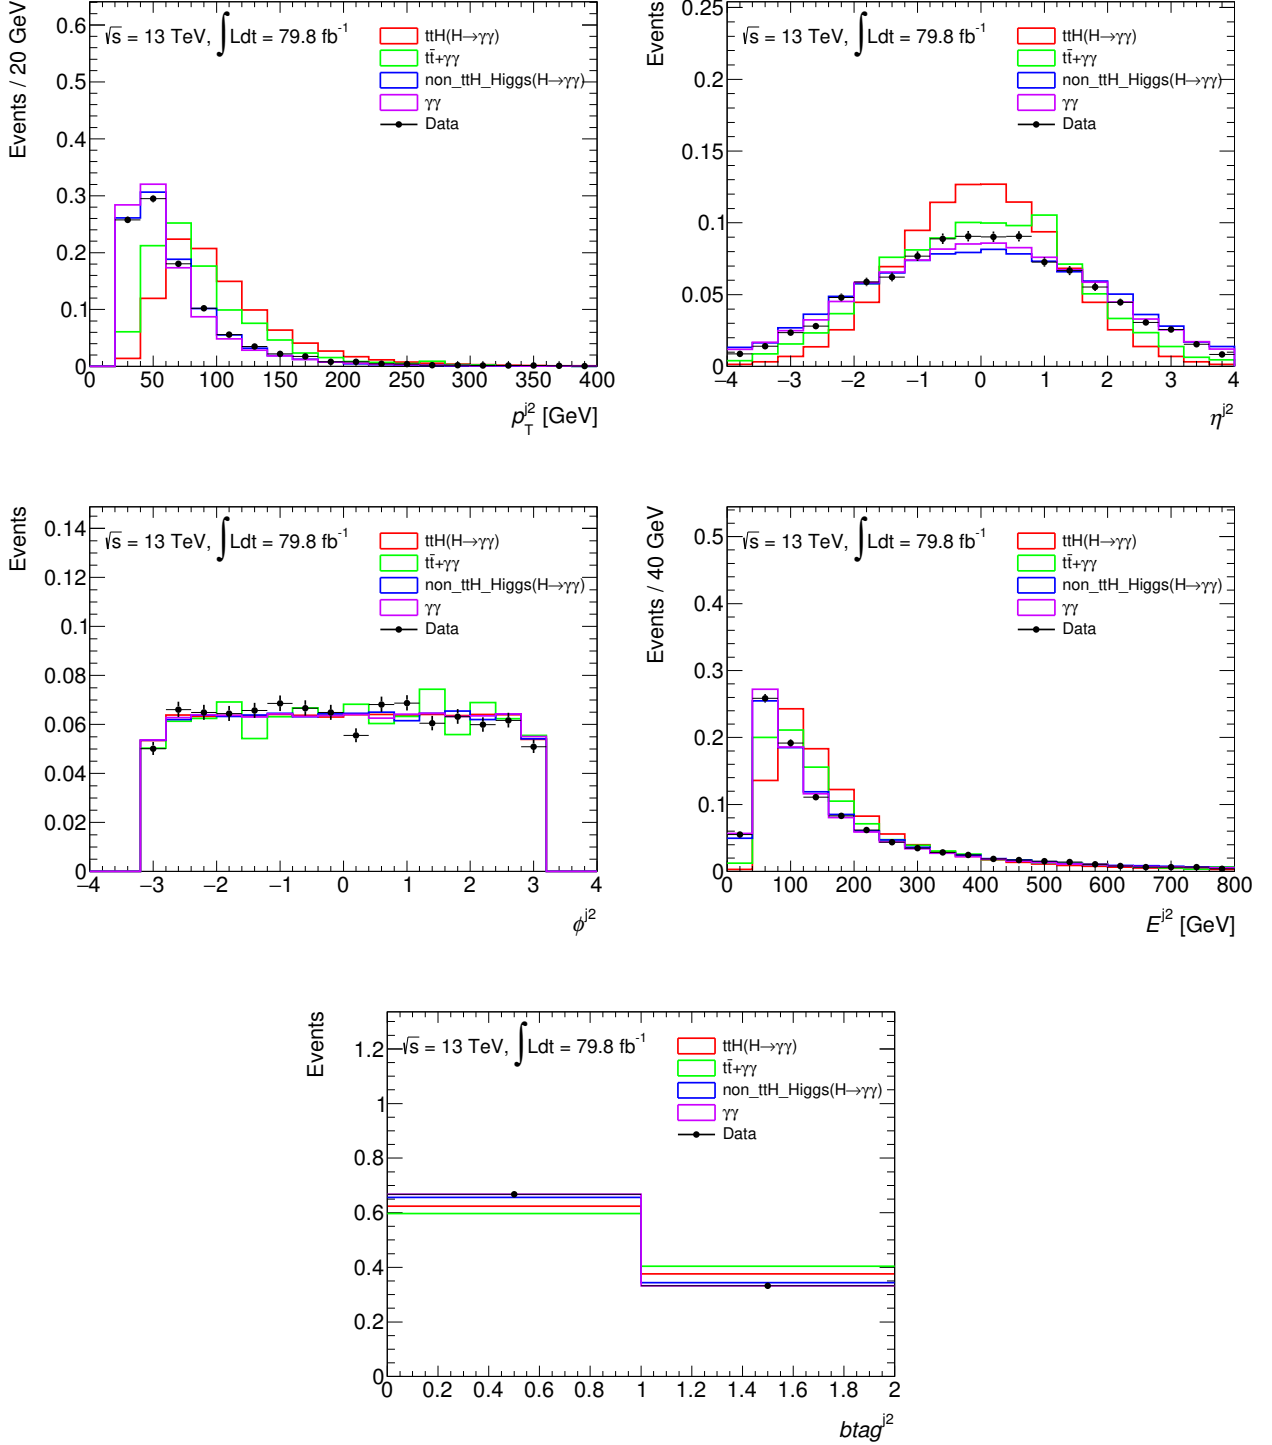 Events / 20 GeV
√s = 13 TeV, ∫Ldt = 79.8 fb⁻¹
ttH(H→γγ)
tt̄+γγ
non_ttH_Higgs(H→γγ)
γγ
Data
0.6
0.5
0.4
0.3
0.2
0.1
0
0 50 100 150 200 250 300 350 400
p_T^j2 [GeV]
Events
√s = 13 TeV, ∫Ldt = 79.8 fb⁻¹
ttH(H→γγ)
tt̄+γγ
non_ttH_Higgs(H→γγ)
γγ
Data
0.25
0.2
0.15
0.1
0.05
0
−4 −3 −2 −1 0 1 2 3 4
η^j2
Events
√s = 13 TeV, ∫Ldt = 79.8 fb⁻¹
ttH(H→γγ)
tt̄+γγ
non_ttH_Higgs(H→γγ)
γγ
Data
0.14
0.12
0.1
0.08
0.06
0.04
0.02
0
−4 −3 −2 −1 0 1 2 3 4
ϕ^j2
Events / 40 GeV
√s = 13 TeV, ∫Ldt = 79.8 fb⁻¹
ttH(H→γγ)
tt̄+γγ
non_ttH_Higgs(H→γγ)
γγ
Data
0.5
0.4
0.3
0.2
0.1
0
0 100 200 300 400 500 600 700 800
E^j2 [GeV]
Events
√s = 13 TeV, ∫Ldt = 79.8 fb⁻¹
ttH(H→γγ)
tt̄+γγ
non_ttH_Higgs(H→γγ)
γγ
Data
1.2
1
0.8
0.6
0.4
0.2
0
0 0.2 0.4 0.6 0.8 1 1.2 1.4 1.6 1.8 2
btag^j2